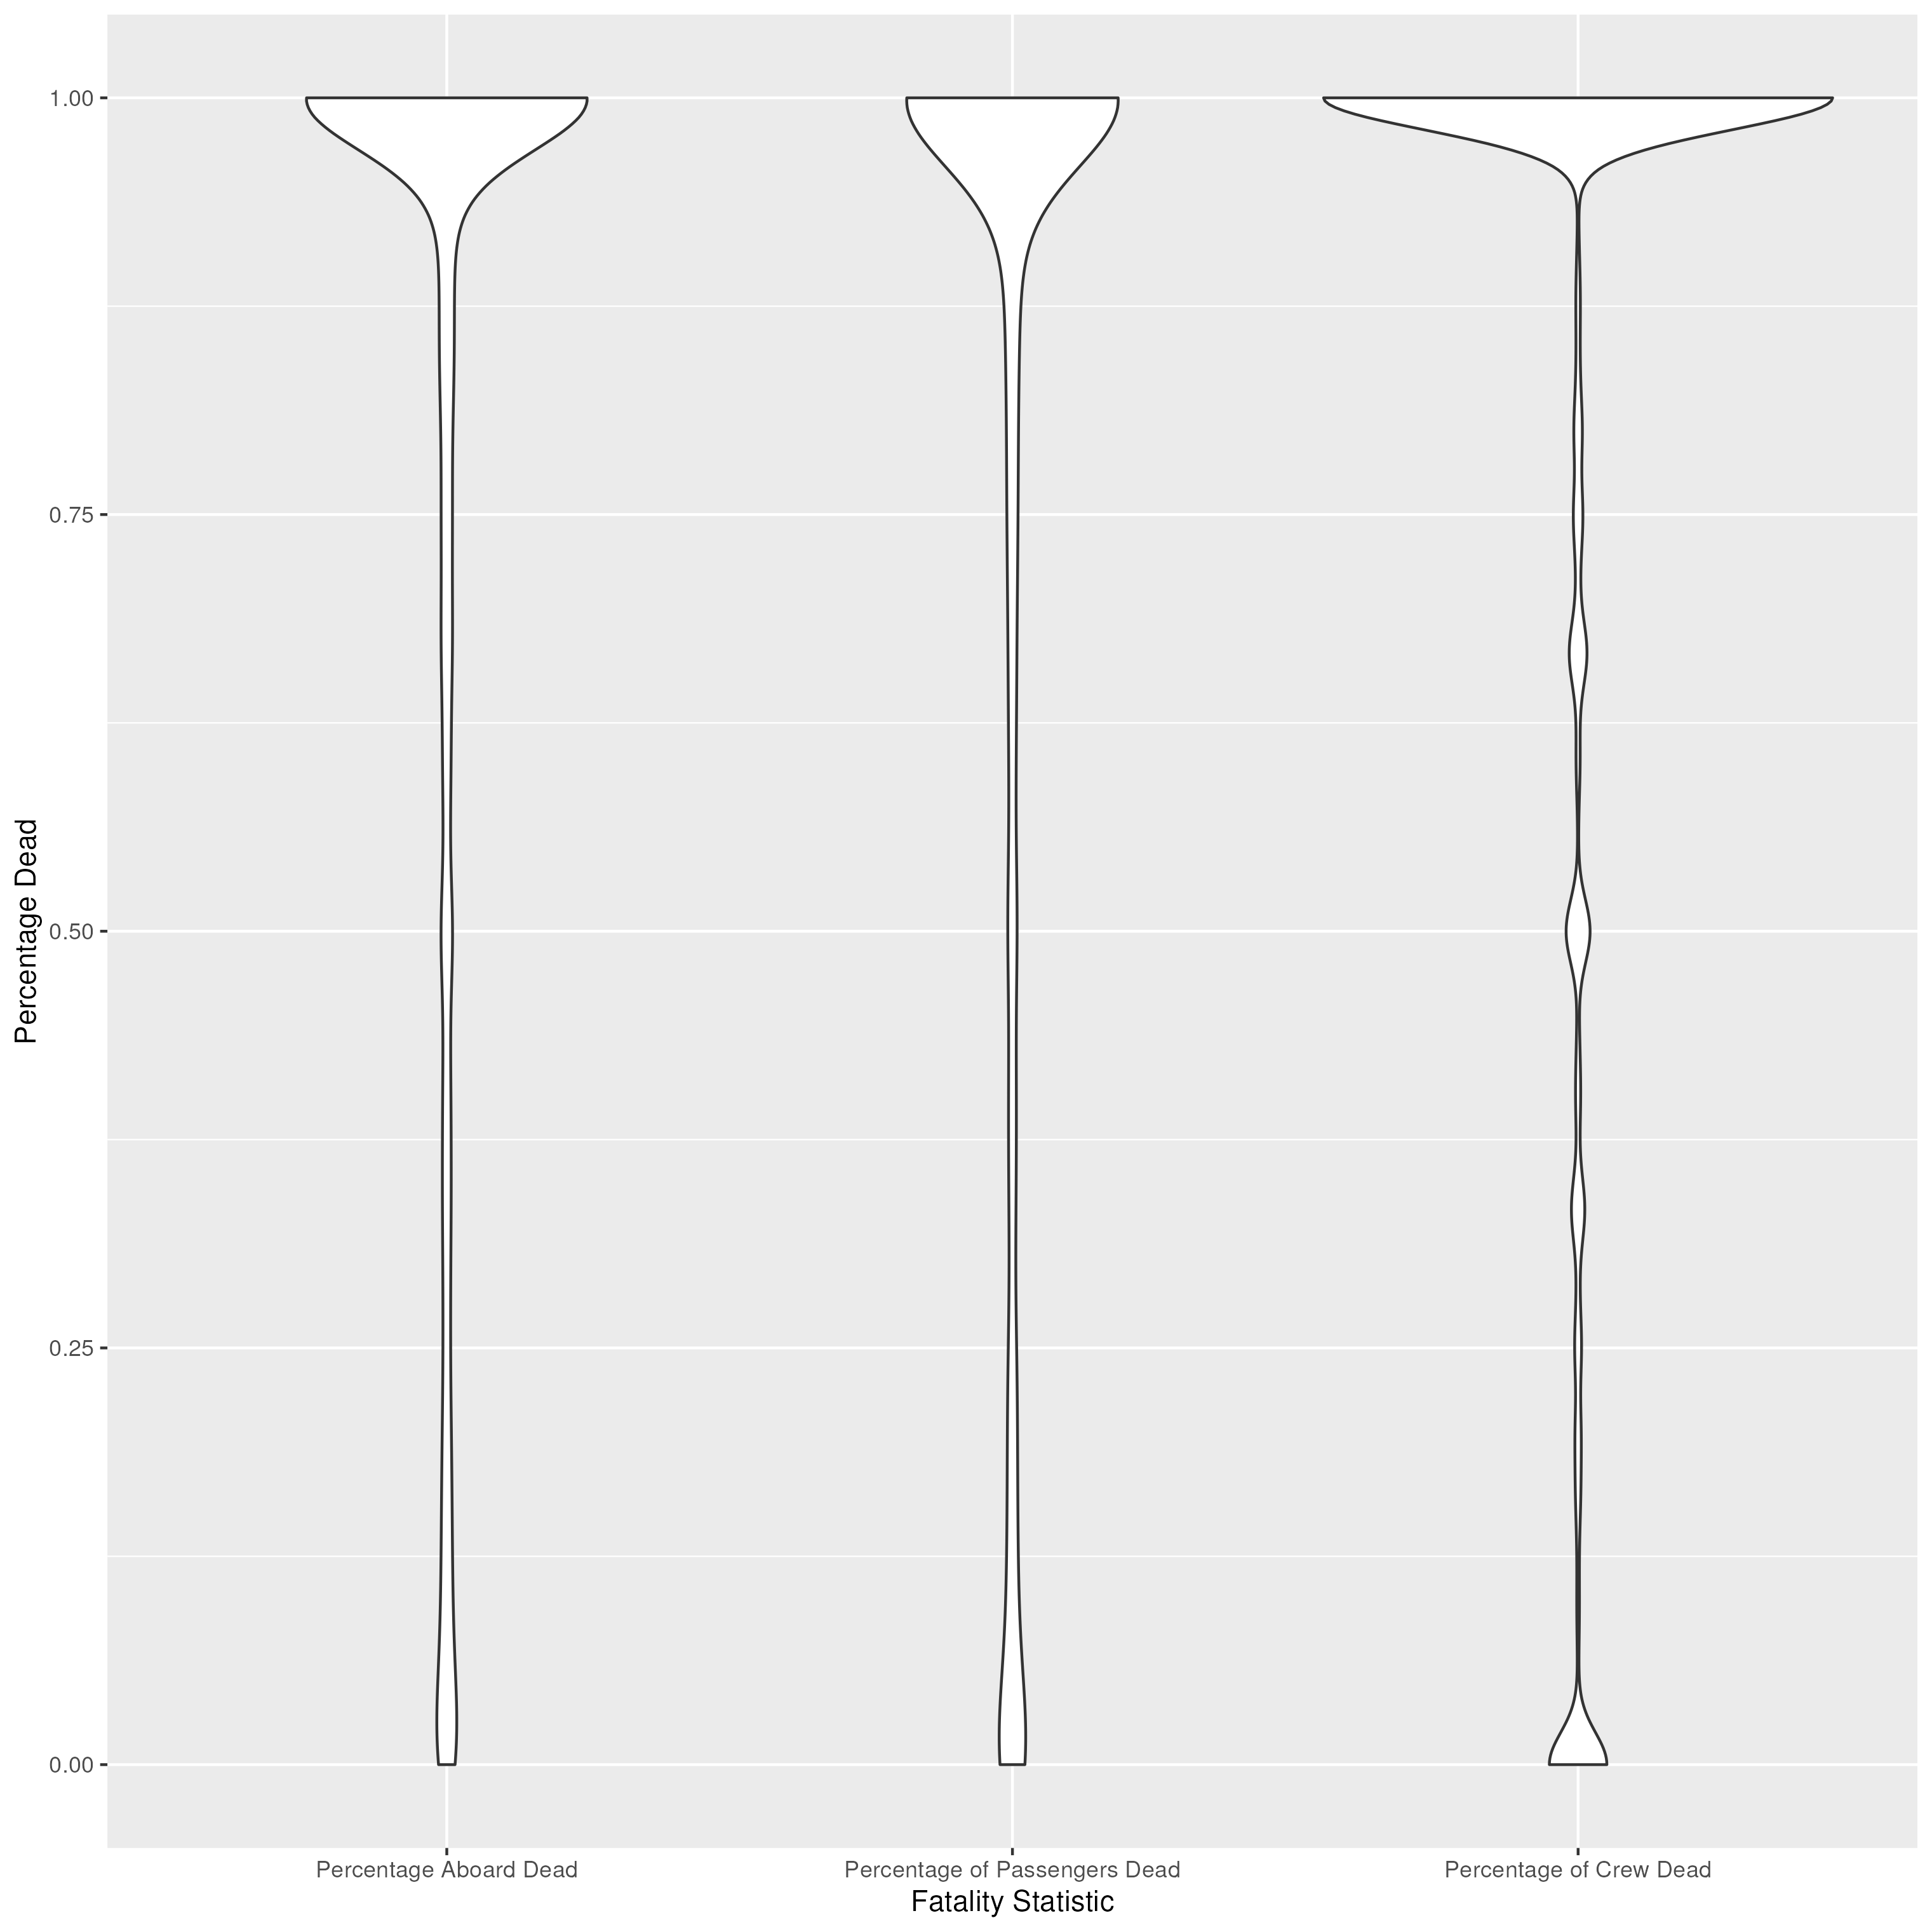 Percentage Dead
1.00
0.75
0.50
0.25
0.00
Percentage Aboard Dead
Percentage of Passengers Dead
Percentage of Crew Dead
Fatality Statistic